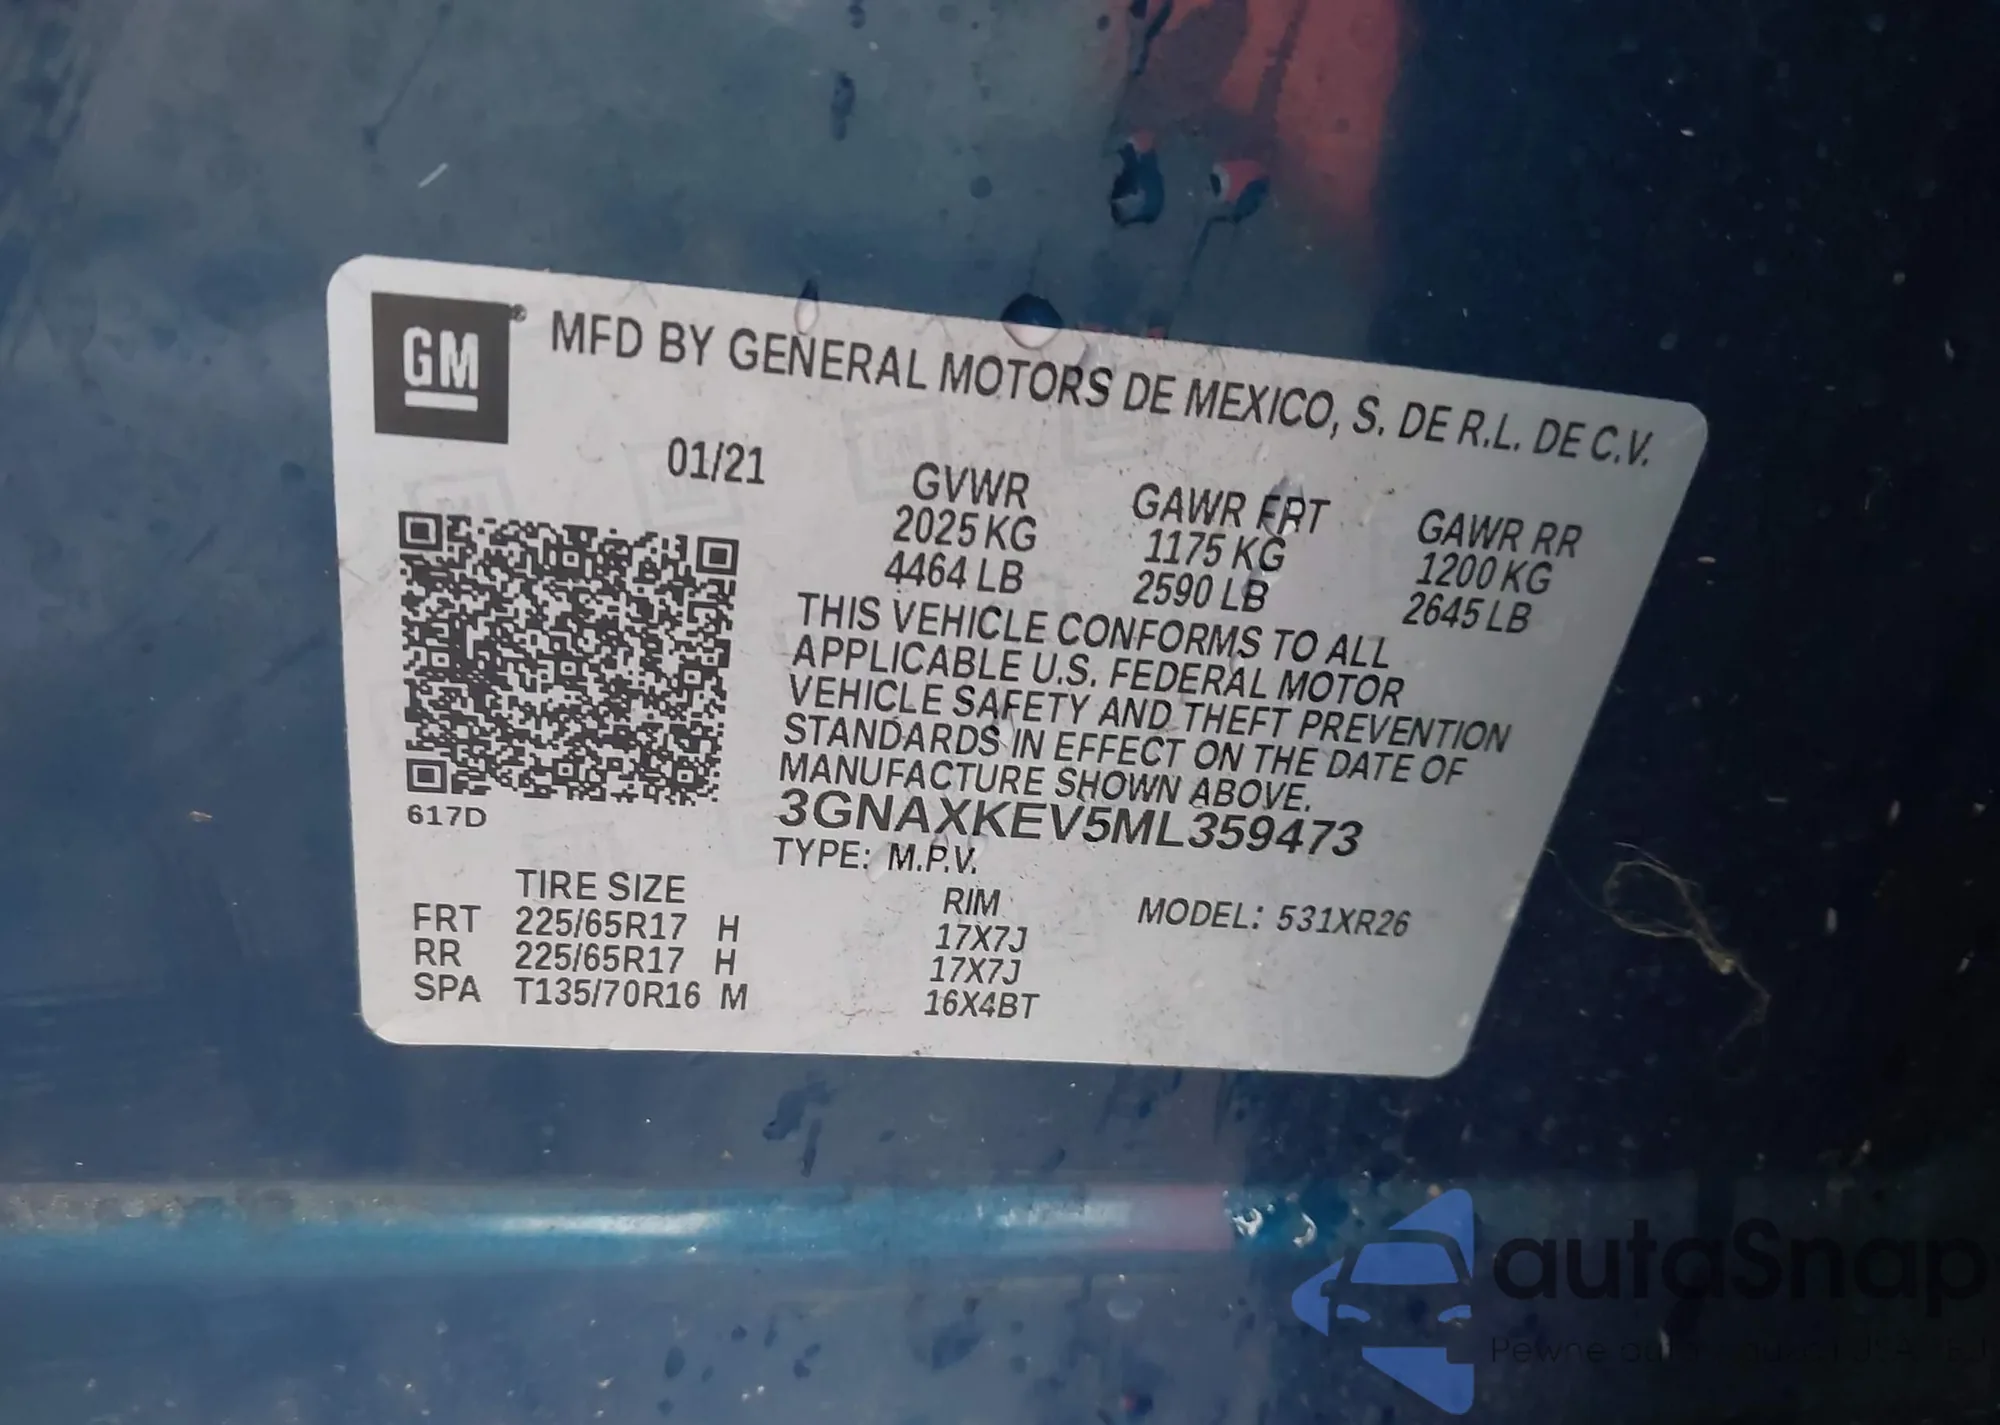 GM
MFD BY GENERAL MOTORS DE MEXICO, S. DE R.L. DE C.V.
01/21
GVWR GAWR FRT GAWR RR
2025 KG 1175 KG 1200 KG
4464 LB 2590 LB 2645 LB
THIS VEHICLE CONFORMS TO ALL
APPLICABLE U.S. FEDERAL MOTOR
VEHICLE SAFETY AND THEFT PREVENTION
STANDARDS IN EFFECT ON THE DATE OF
MANUFACTURE SHOWN ABOVE.
3GNAXKEV5ML359473
617D
TYPE: M.P.V.
TIRE SIZE RIM MODEL: 531XR26
FRT 225/65R17 H 17X7J
RR 225/65R17 H 17X7J
SPA T135/70R16 M 16X4BT
autaSnap
Pewne auta